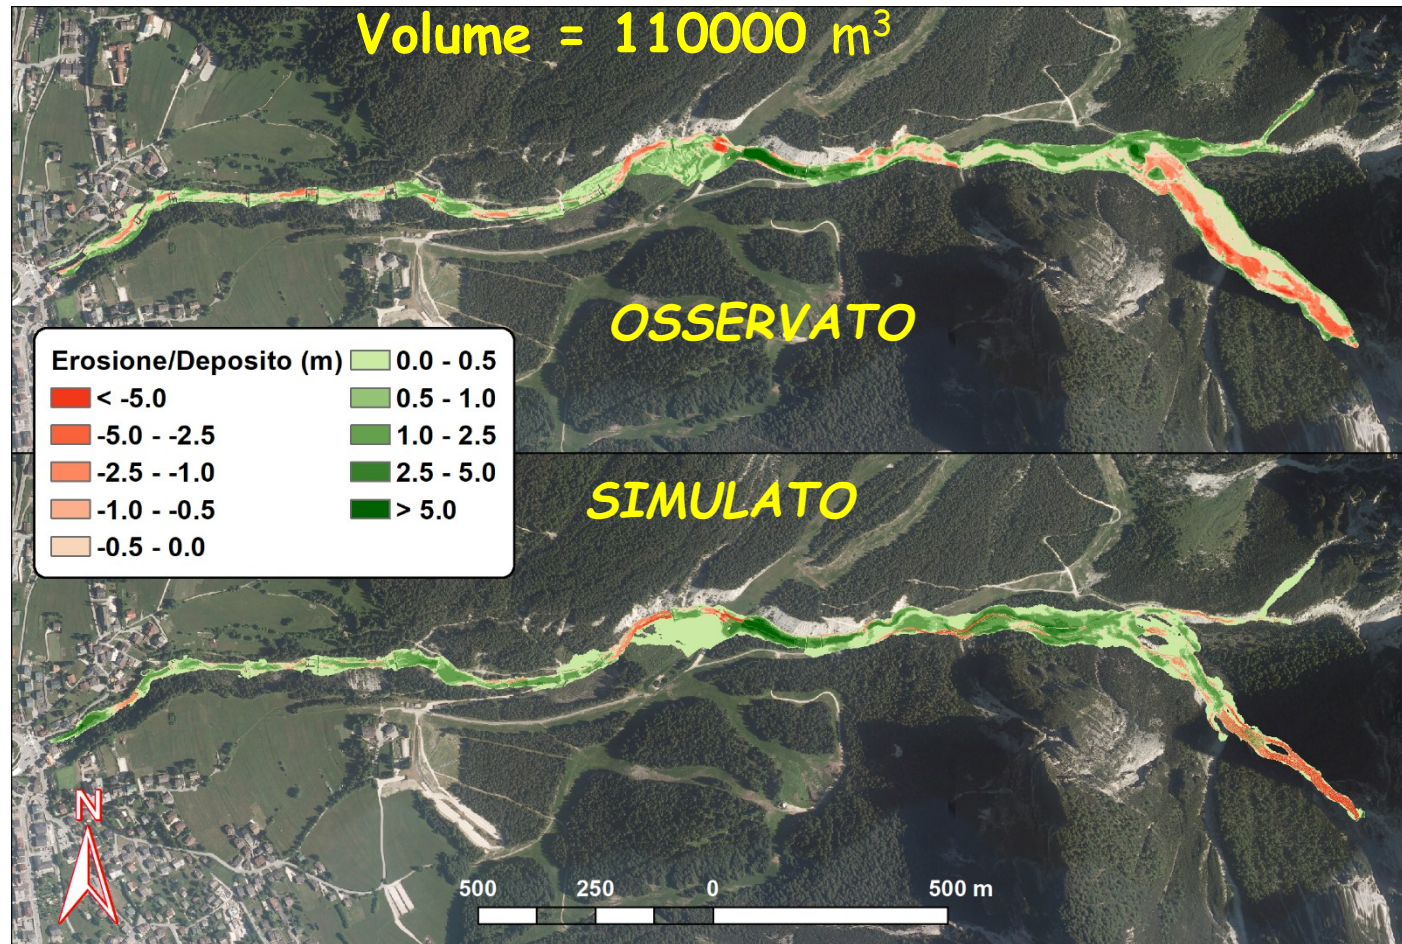 Volume = 110000 m³
OSSERVATO
Erosione/Deposito (m)
< -5.0
-5.0 - -2.5
-2.5 - -1.0
-1.0 - -0.5
-0.5 - 0.0
0.0 - 0.5
0.5 - 1.0
1.0 - 2.5
2.5 - 5.0
> 5.0
SIMULATO
N
500 250 0 500 m